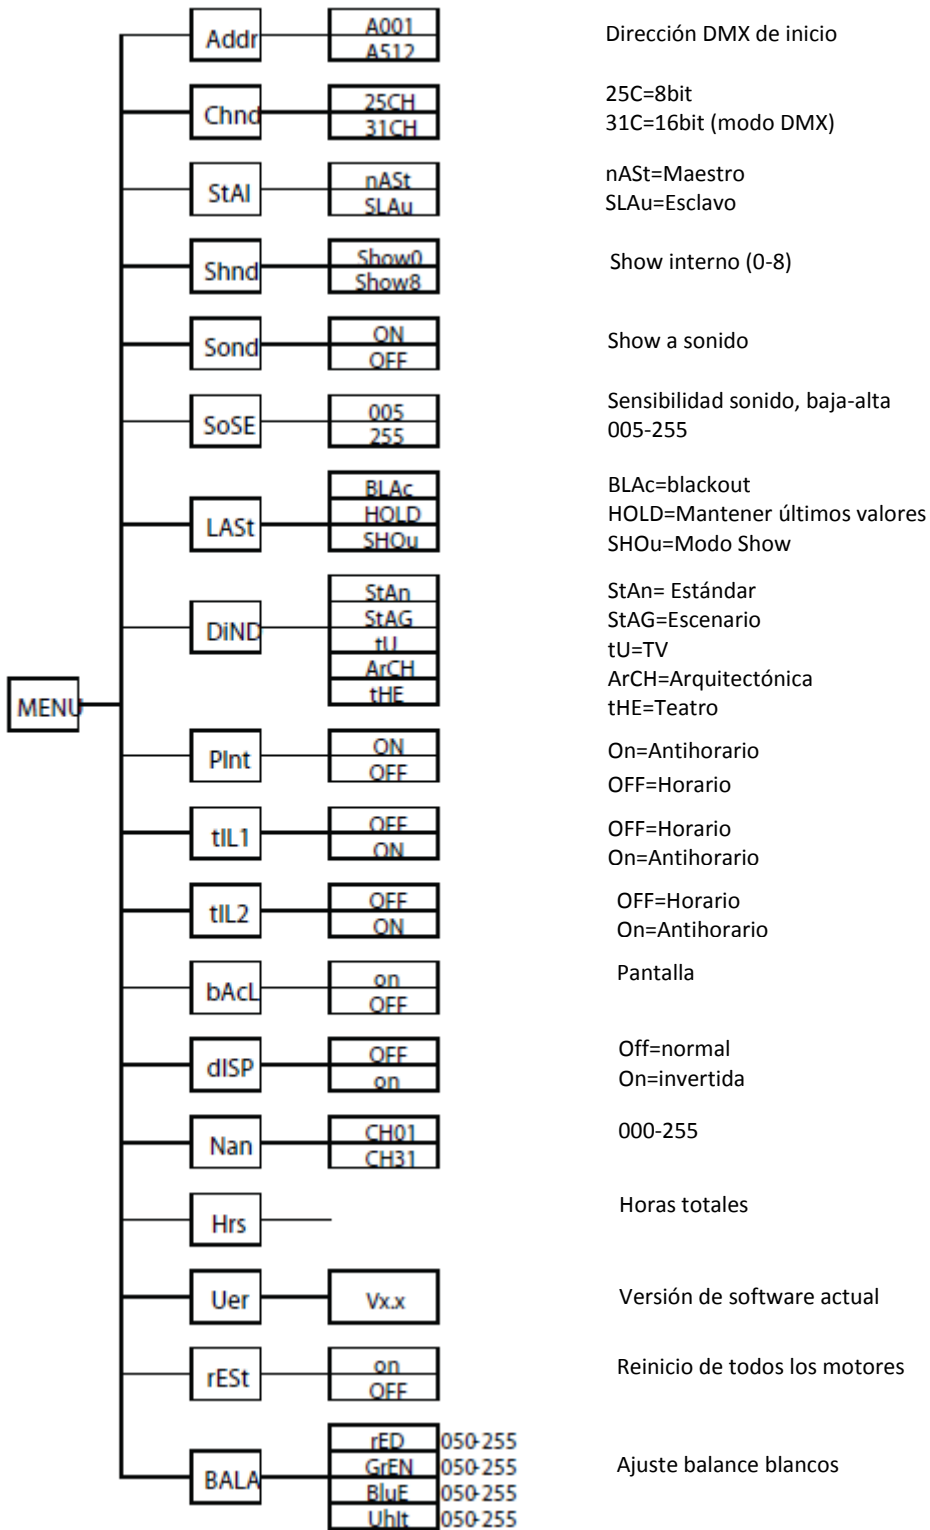 Addr
A001
A512
Dirección DMX de inicio
Chnd
25CH
31CH
25C=8bit
31C=16bit (modo DMX)
StAI
nASt
SLAu
nASt=Maestro
SLAu=Esclavo
Shnd
Show0
Show8
Show interno (0-8)
Sond
ON
OFF
Show a sonido
SoSE
005
255
Sensibilidad sonido, baja-alta
005-255
LASt
BLAc
HOLD
SHOu
BLAc=blackout
HOLD=Mantener últimos valores
SHOu=Modo Show
DiND
StAn
StAG
tU
ArCH
tHE
StAn= Estándar
StAG=Escenario
tU=TV
ArCH=Arquitectónica
tHE=Teatro
MENU
PInt
ON
OFF
On=Antihorario
OFF=Horario
tIL1
OFF
ON
OFF=Horario
On=Antihorario
tIL2
OFF
ON
OFF=Horario
On=Antihorario
bAcL
on
OFF
Pantalla
dISP
OFF
on
Off=normal
On=invertida
Nan
CH01
CH31
000-255
Hrs
Horas totales
Uer
Vx.x
Versión de software actual
rESt
on
OFF
Reinicio de todos los motores
BALA
rED 050-255
GrEN 050-255
BluE 050-255
UhIt 050-255
Ajuste balance blancos